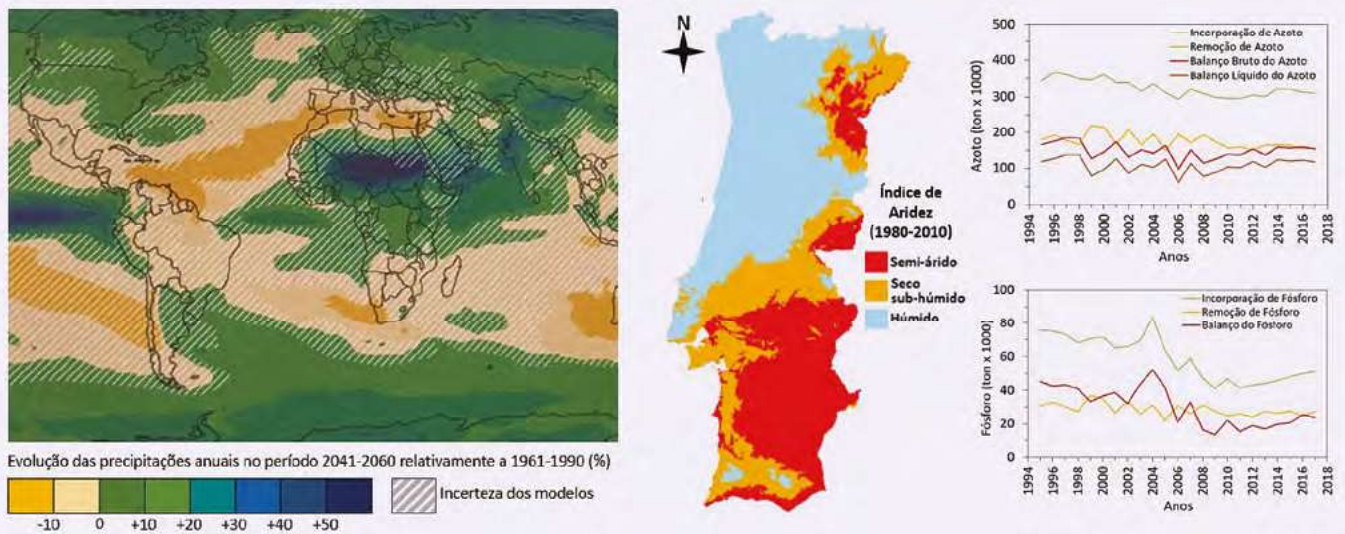 Evolução das precipitações anuais no período 2041-2060 relativamente a 1961-1990 (%)
-10 0 +10 +20 +30 +40 +50
Incerteza dos modelos
N
Índice de
Aridez
(1980-2010)
Semi-árido
Seco
sub-húmido
Húmido
Incorporação de Azoto
Remoção de Azoto
Balanço Bruto do Azoto
Balanço Líquido do Azoto
Azoto (ton x 1000)
500
400
300
200
100
0
1994 1996 1998 2000 2002 2004 2006 2008 2010 2012 2014 2016 2018
Anos
Incorporação de Fósforo
Remoção de Fósforo
Balanço do Fósforo
Fósforo (ton x 1000)
100
80
60
40
20
0
1994 1996 1998 2000 2002 2004 2006 2008 2010 2012 2014 2016 2018
Anos